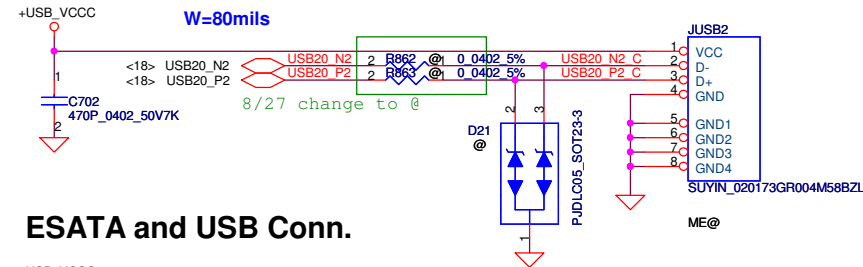 +USB_VCCC
W=80mils
JUSB2
<18> USB20_N2
USB20_N2
2 R862 @ 1 0_0402_5%
USB20_N2_C
<18> USB20_P2
USB20_P2
2 R863 @ 1 0_0402_5%
USB20_P2_C
1 VCC
2 D-
3 D+
4 GND
5 GND1
6 GND2
7 GND3
8 GND4
8/27 change to @
1
C702
470P_0402_50V7K
2
2 3
D21
@
PJDLC05_SOT23-3
1
SUYIN_020173GR004M58BZL
ME@
ESATA and USB Conn.